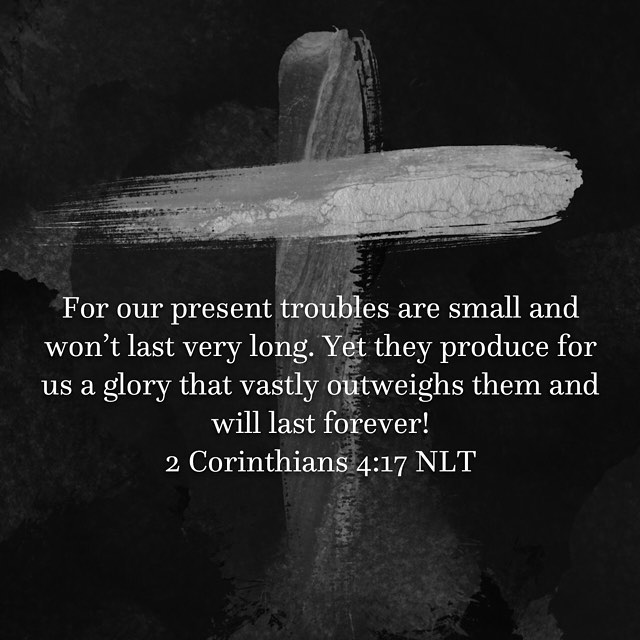 For our present troubles are small and
won’t last very long. Yet they produce for
us a glory that vastly outweighs them and
will last forever!
2 Corinthians 4:17 NLT